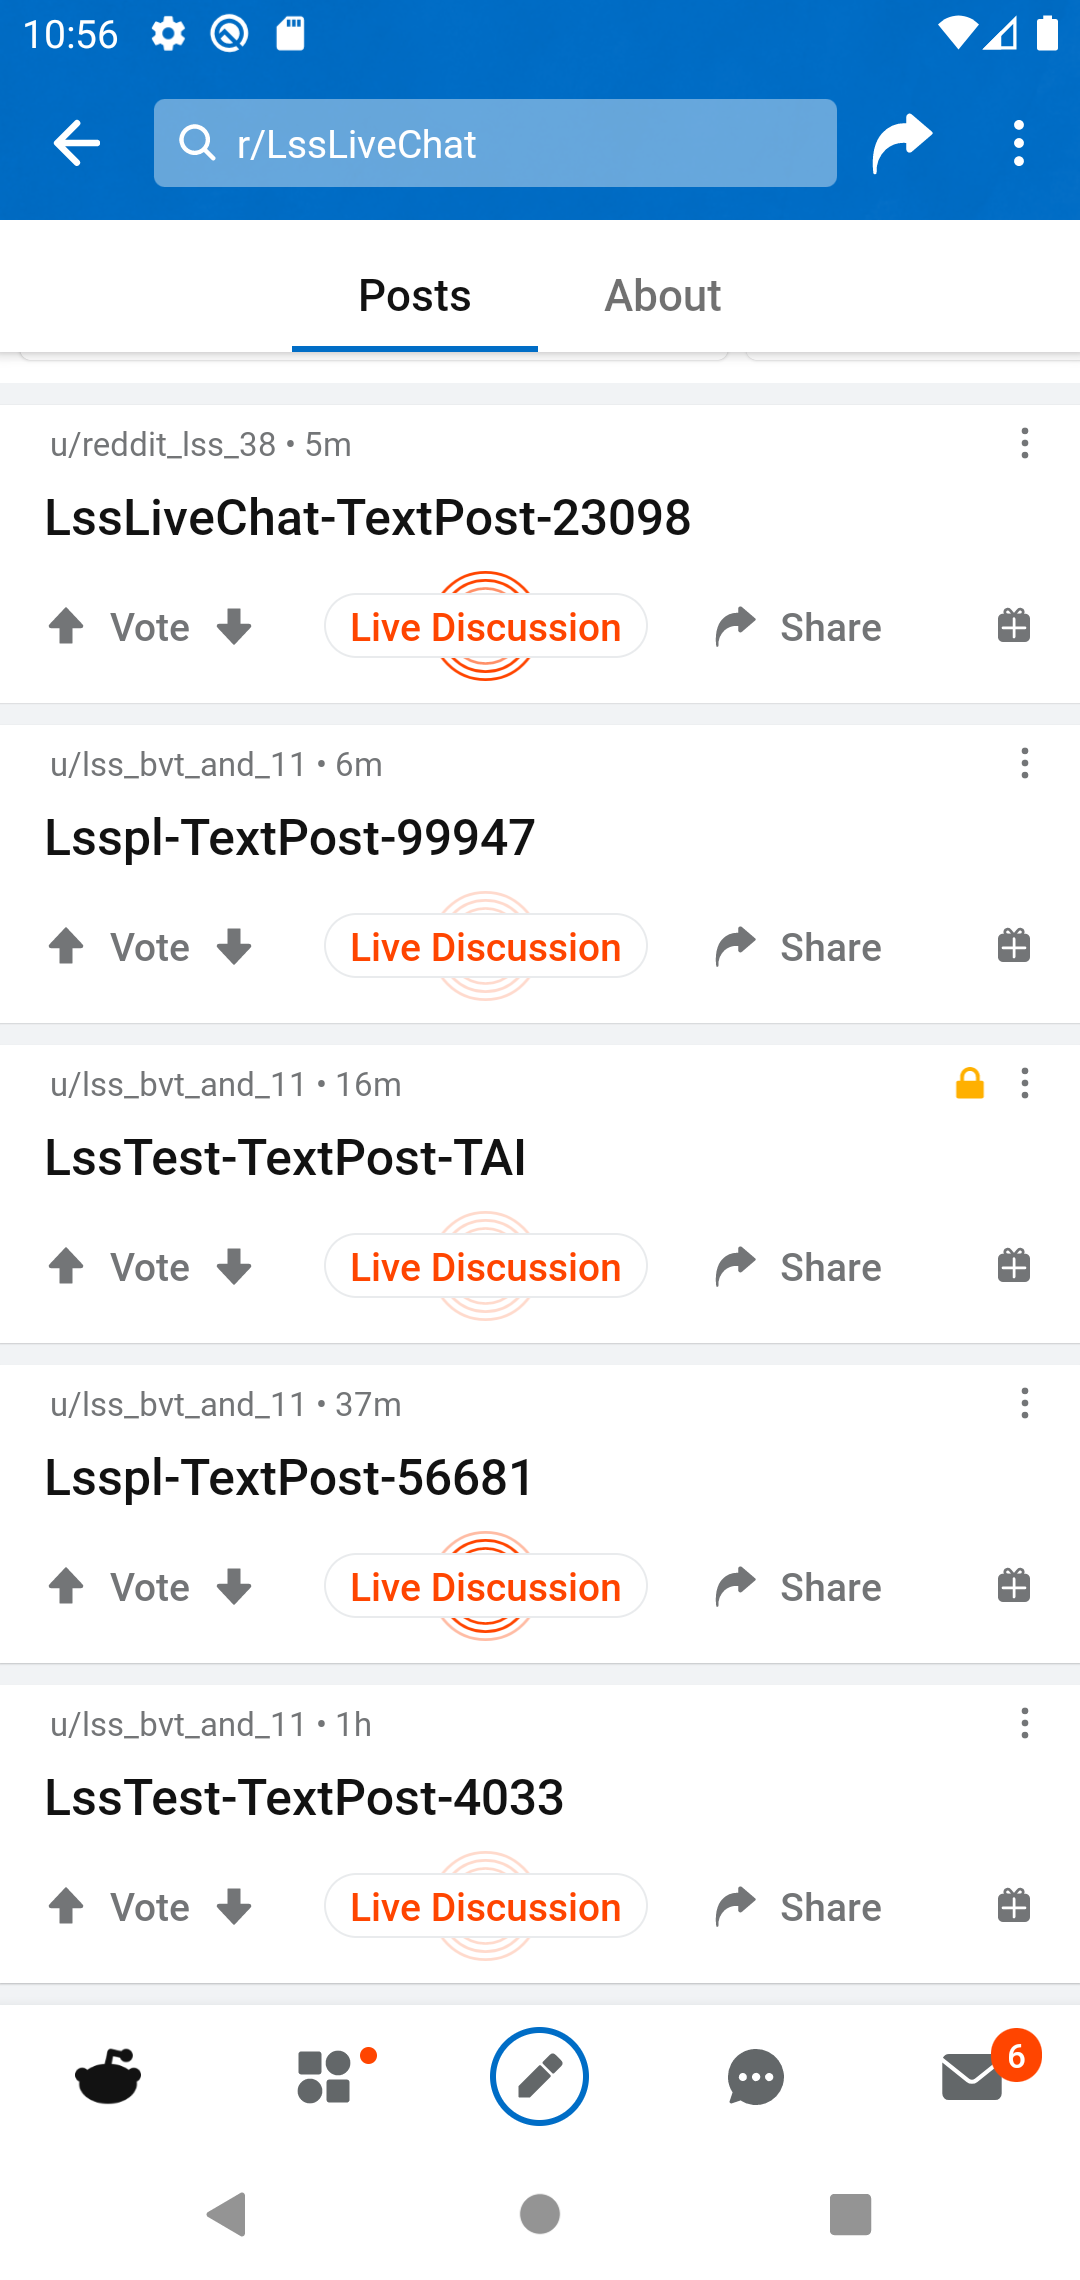 10:56
r/LssLiveChat
Posts About
u/reddit_lss_38 • 5m
LssLiveChat-TextPost-23098
Vote Live Discussion Share
u/lss_bvt_and_11 • 6m
Lsspl-TextPost-99947
Vote Live Discussion Share
u/lss_bvt_and_11 • 16m
LssTest-TextPost-TAI
Vote Live Discussion Share
u/lss_bvt_and_11 • 37m
Lsspl-TextPost-56681
Vote Live Discussion Share
u/lss_bvt_and_11 • 1h
LssTest-TextPost-4033
Vote Live Discussion Share
6